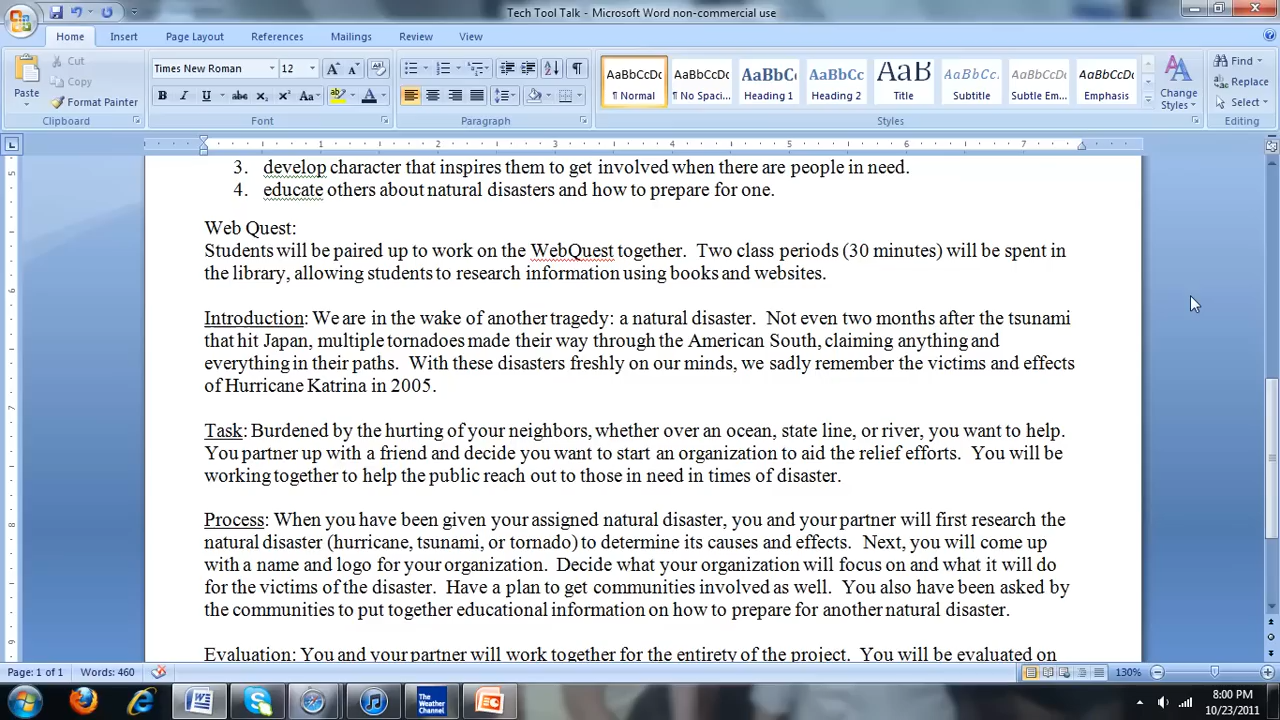 Tech Tool Talk - Microsoft Word non-commercial use
Home Insert Page Layout References Mailings Review View
Paste
Cut
Copy
Format Painter
Clipboard
Times New Roman 12
Font
Paragraph
AaBbCcDc AaBbCcDc AaBbC AaBbCc AaB AaBbCcL AaBbCcDc AaBbCcDc
¶ Normal ¶ No Spaci... Heading 1 Heading 2 Title Subtitle Subtle Em... Emphasis
Change Styles
Styles
Find
Replace
Select
Editing
1 2 3 4 5 6 7
3. develop character that inspires them to get involved when there are people in need.
4. educate others about natural disasters and how to prepare for one.
Web Quest:
Students will be paired up to work on the WebQuest together. Two class periods (30 minutes) will be spent in
the library, allowing students to research information using books and websites.
Introduction: We are in the wake of another tragedy: a natural disaster. Not even two months after the tsunami
that hit Japan, multiple tornadoes made their way through the American South, claiming anything and
everything in their paths. With these disasters freshly on our minds, we sadly remember the victims and effects
of Hurricane Katrina in 2005.
Task: Burdened by the hurting of your neighbors, whether over an ocean, state line, or river, you want to help.
You partner up with a friend and decide you want to start an organization to aid the relief efforts. You will be
working together to help the public reach out to those in need in times of disaster.
Process: When you have been given your assigned natural disaster, you and your partner will first research the
natural disaster (hurricane, tsunami, or tornado) to determine its causes and effects. Next, you will come up
with a name and logo for your organization. Decide what your organization will focus on and what it will do
for the victims of the disaster. Have a plan to get communities involved as well. You also have been asked by
the communities to put together educational information on how to prepare for another natural disaster.
Evaluation: You and your partner will work together for the entirety of the project. You will be evaluated on
Page: 1 of 1 Words: 460 130%
The Weather Channel
8:00 PM
10/23/2011